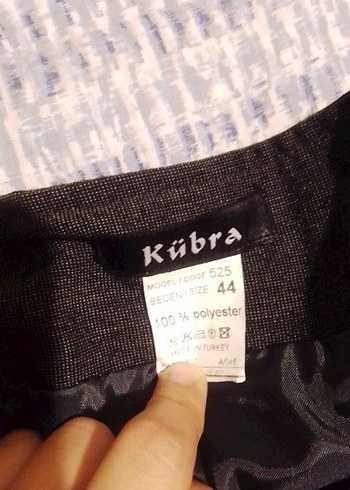 Kübra
MODEL / CODE 525
BEDEN / SIZE 44
100 % polyester
MADE IN TURKEY